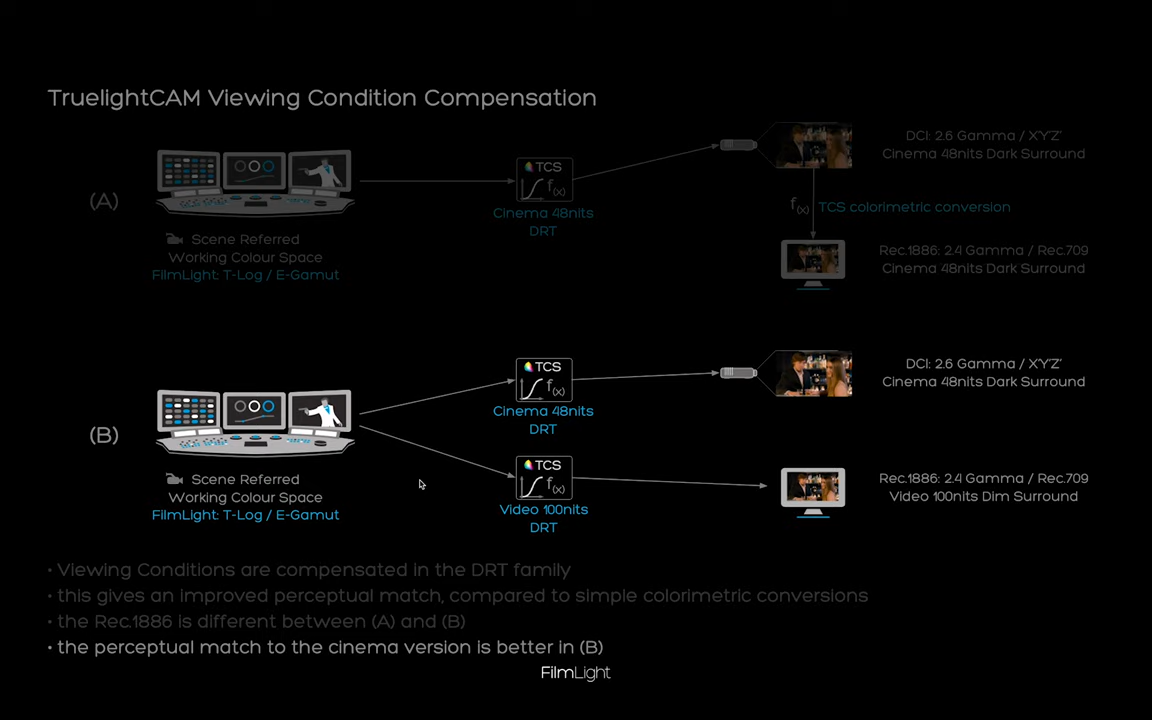 TruelightCAM Viewing Condition Compensation
(A)
Scene Referred
Working Colour Space
FilmLight: T-Log / E-Gamut
TCS
f(x)
Cinema 48nits
DRT
DCI: 2.6 Gamma / X'Y'Z'
Cinema 48nits Dark Surround
f(x) TCS colorimetric conversion
Rec.1886: 2.4 Gamma / Rec.709
Cinema 48nits Dark Surround
(B)
Scene Referred
Working Colour Space
FilmLight: T-Log / E-Gamut
TCS
f(x)
Cinema 48nits
DRT
TCS
f(x)
Video 100nits
DRT
DCI: 2.6 Gamma / X'Y'Z'
Cinema 48nits Dark Surround
Rec.1886: 2.4 Gamma / Rec.709
Video 100nits Dim Surround
• Viewing Conditions are compensated in the DRT family
• this gives an improved perceptual match, compared to simple colorimetric conversions
• the Rec.1886 is different between (A) and (B)
• the perceptual match to the cinema version is better in (B)
FilmLight